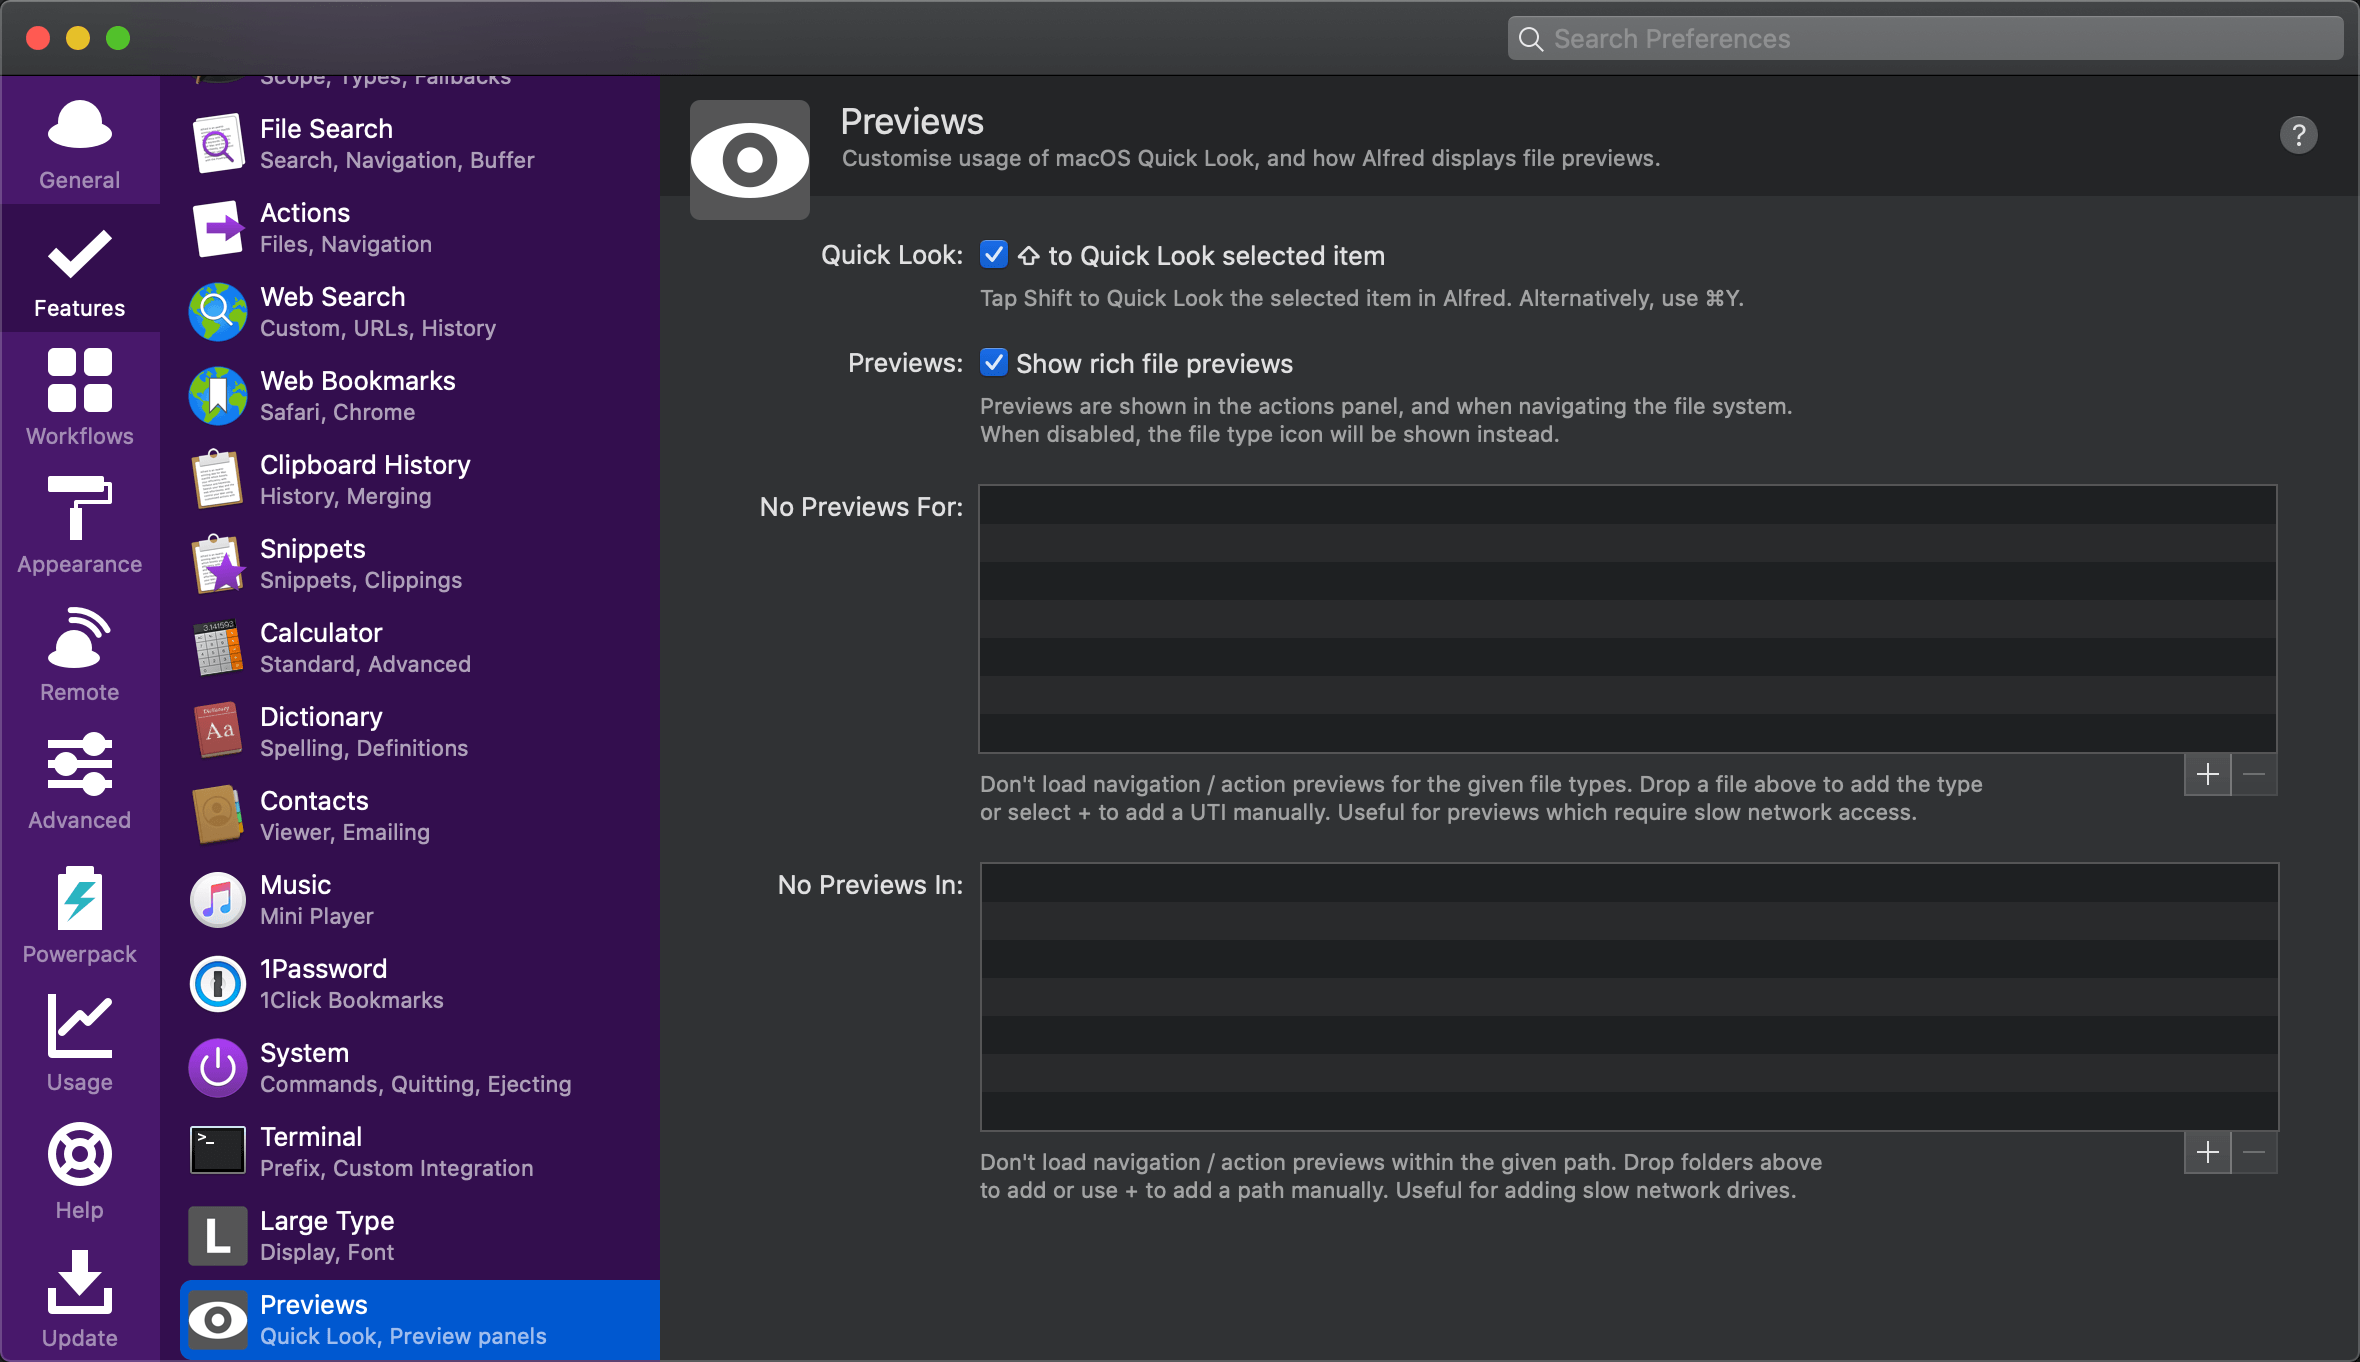 Search Preferences
General
Features
Workflows
Appearance
Remote
Advanced
Powerpack
Usage
Help
Update
Scope, Types, Fallbacks
File Search
Search, Navigation, Buffer
Actions
Files, Navigation
Web Search
Custom, URLs, History
Web Bookmarks
Safari, Chrome
Clipboard History
History, Merging
Snippets
Snippets, Clippings
3.141593
Calculator
Standard, Advanced
Dictionary
Aa
Dictionary
Spelling, Definitions
Contacts
Viewer, Emailing
Music
Mini Player
1Password
1Click Bookmarks
System
Commands, Quitting, Ejecting
>_
Terminal
Prefix, Custom Integration
L
Large Type
Display, Font
Previews
Quick Look, Preview panels
Previews
Customise usage of macOS Quick Look, and how Alfred displays file previews.
?
Quick Look: ⇧ to Quick Look selected item
Tap Shift to Quick Look the selected item in Alfred. Alternatively, use ⌘Y.
Previews: Show rich file previews
Previews are shown in the actions panel, and when navigating the file system.
When disabled, the file type icon will be shown instead.
No Previews For:
Don't load navigation / action previews for the given file types. Drop a file above to add the type
or select + to add a UTI manually. Useful for previews which require slow network access.
No Previews In:
Don't load navigation / action previews within the given path. Drop folders above
to add or use + to add a path manually. Useful for adding slow network drives.